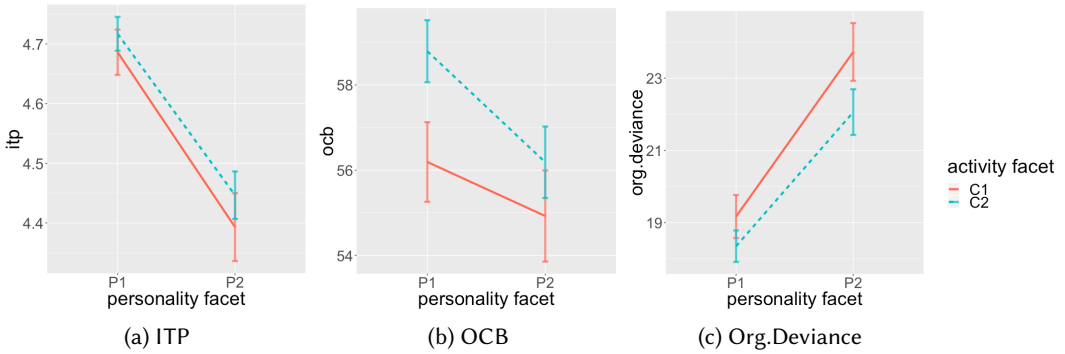 itp
4.7
4.6
4.5
4.4
P1 P2
personality facet
(a) ITP
ocb
58
56
54
P1 P2
personality facet
(b) OCB
org.deviance
23
21
19
P1 P2
personality facet
(c) Org.Deviance
activity facet
C1
C2